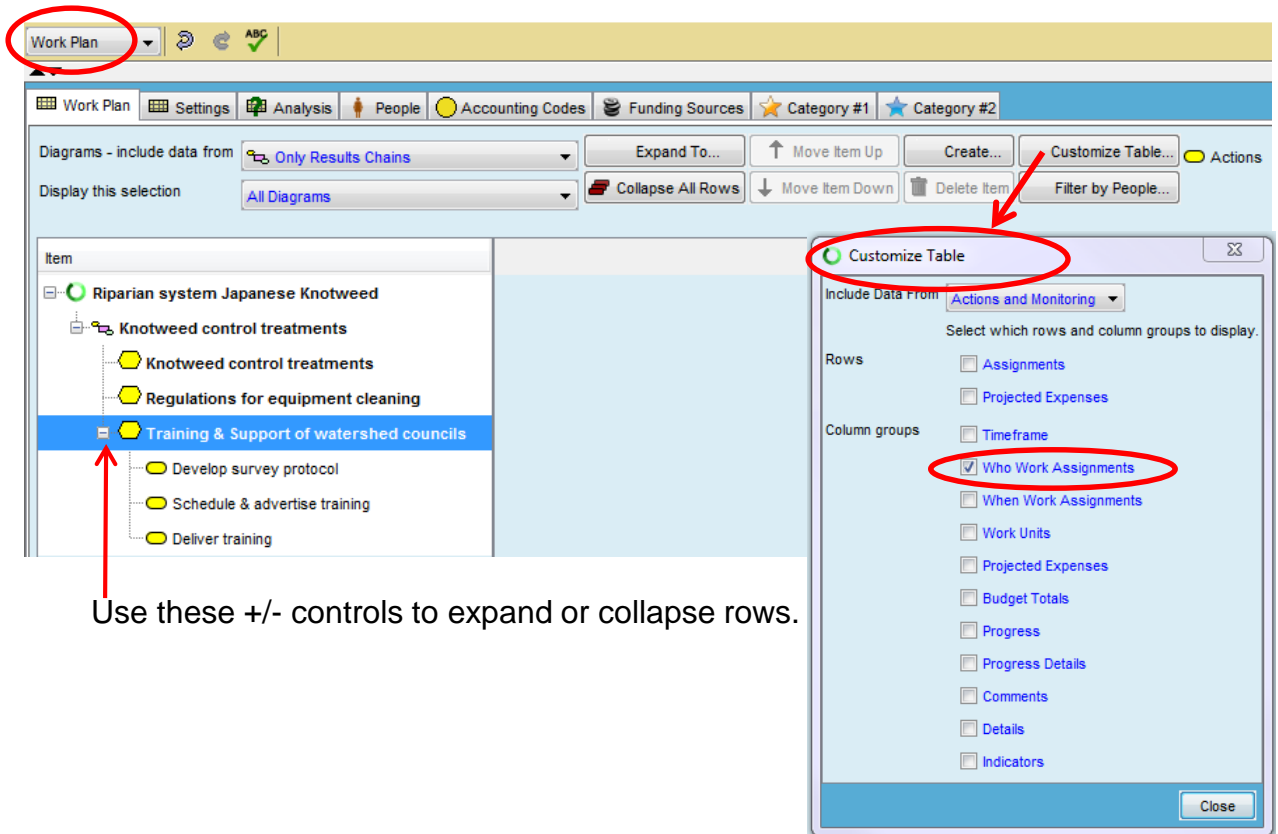 Work Plan
ABC
Work Plan Settings Analysis People Accounting Codes Funding Sources Category #1 Category #2
Diagrams - include data from Only Results Chains Expand To... Move Item Up Create... Customize Table... Actions
Display this selection All Diagrams Collapse All Rows Move Item Down Delete Item Filter by People...
Item
Riparian system Japanese Knotweed
Knotweed control treatments
Knotweed control treatments
Regulations for equipment cleaning
Training & Support of watershed councils
Develop survey protocol
Schedule & advertise training
Deliver training
Use these +/- controls to expand or collapse rows.
Customize Table
Include Data From Actions and Monitoring
Select which rows and column groups to display.
Rows Assignments
Projected Expenses
Column groups Timeframe
Who Work Assignments
When Work Assignments
Work Units
Projected Expenses
Budget Totals
Progress
Progress Details
Comments
Details
Indicators
Close